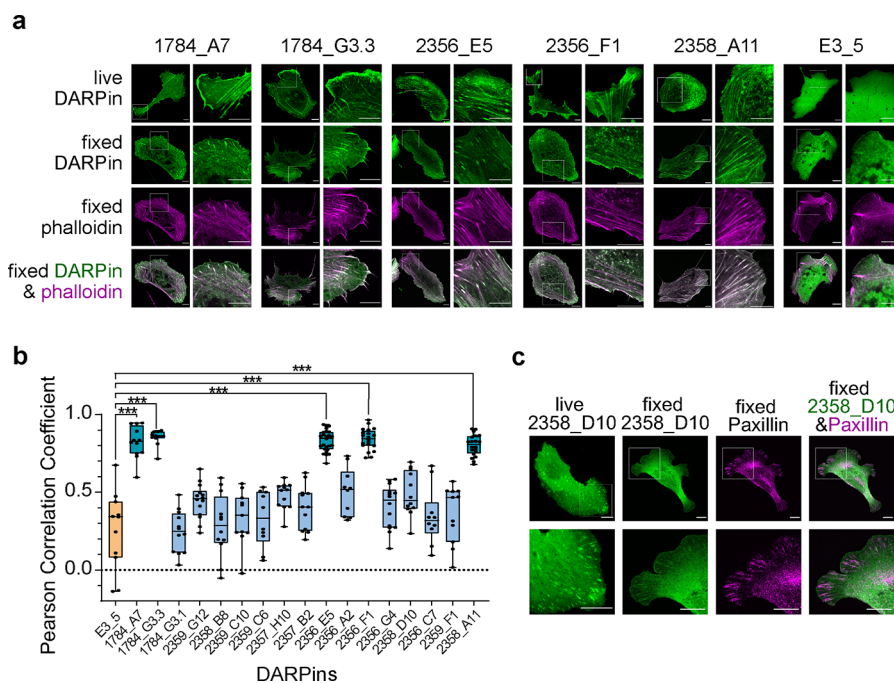 a
1784_A7 1784_G3.3 2356_E5 2356_F1 2358_A11 E3_5
live
DARPin
fixed
DARPin
fixed
phalloidin
fixed DARPin
& phalloidin
b
Pearson Correlation Coefficient
1.0
0.5
0.0
***
***
***
***
***
E3_5
1784_A7
1784_G3.3
1784_G3.1
2359_G12
2358_B8
2359_C10
2359_C6
2357_H10
2357_B2
2356_E5
2356_A2
2356_F1
2356_G4
2358_D10
2356_C7
2359_F1
2358_A11
DARPins
c
live
2358_D10
fixed
2358_D10
fixed
Paxillin
fixed
2358_D10
&Paxillin